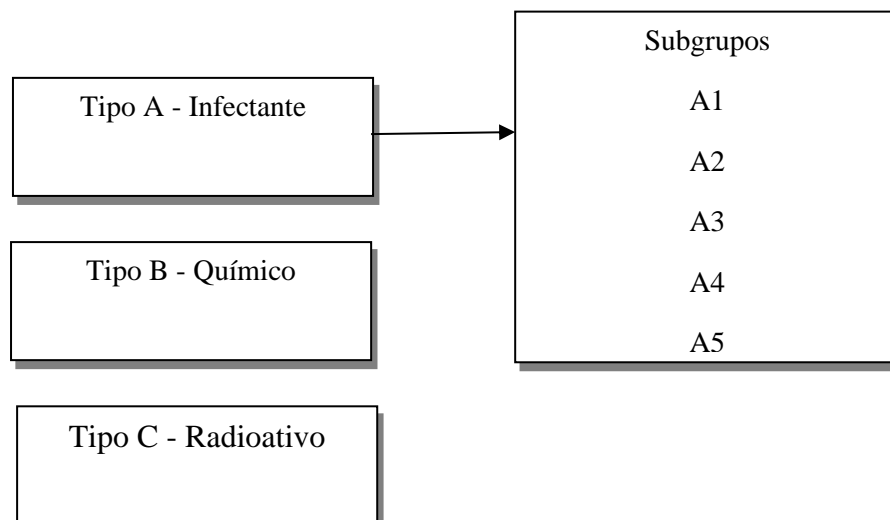 Tipo A - Infectante
Subgrupos
A1
A2
A3
A4
A5
Tipo B - Químico
Tipo C - Radioativo